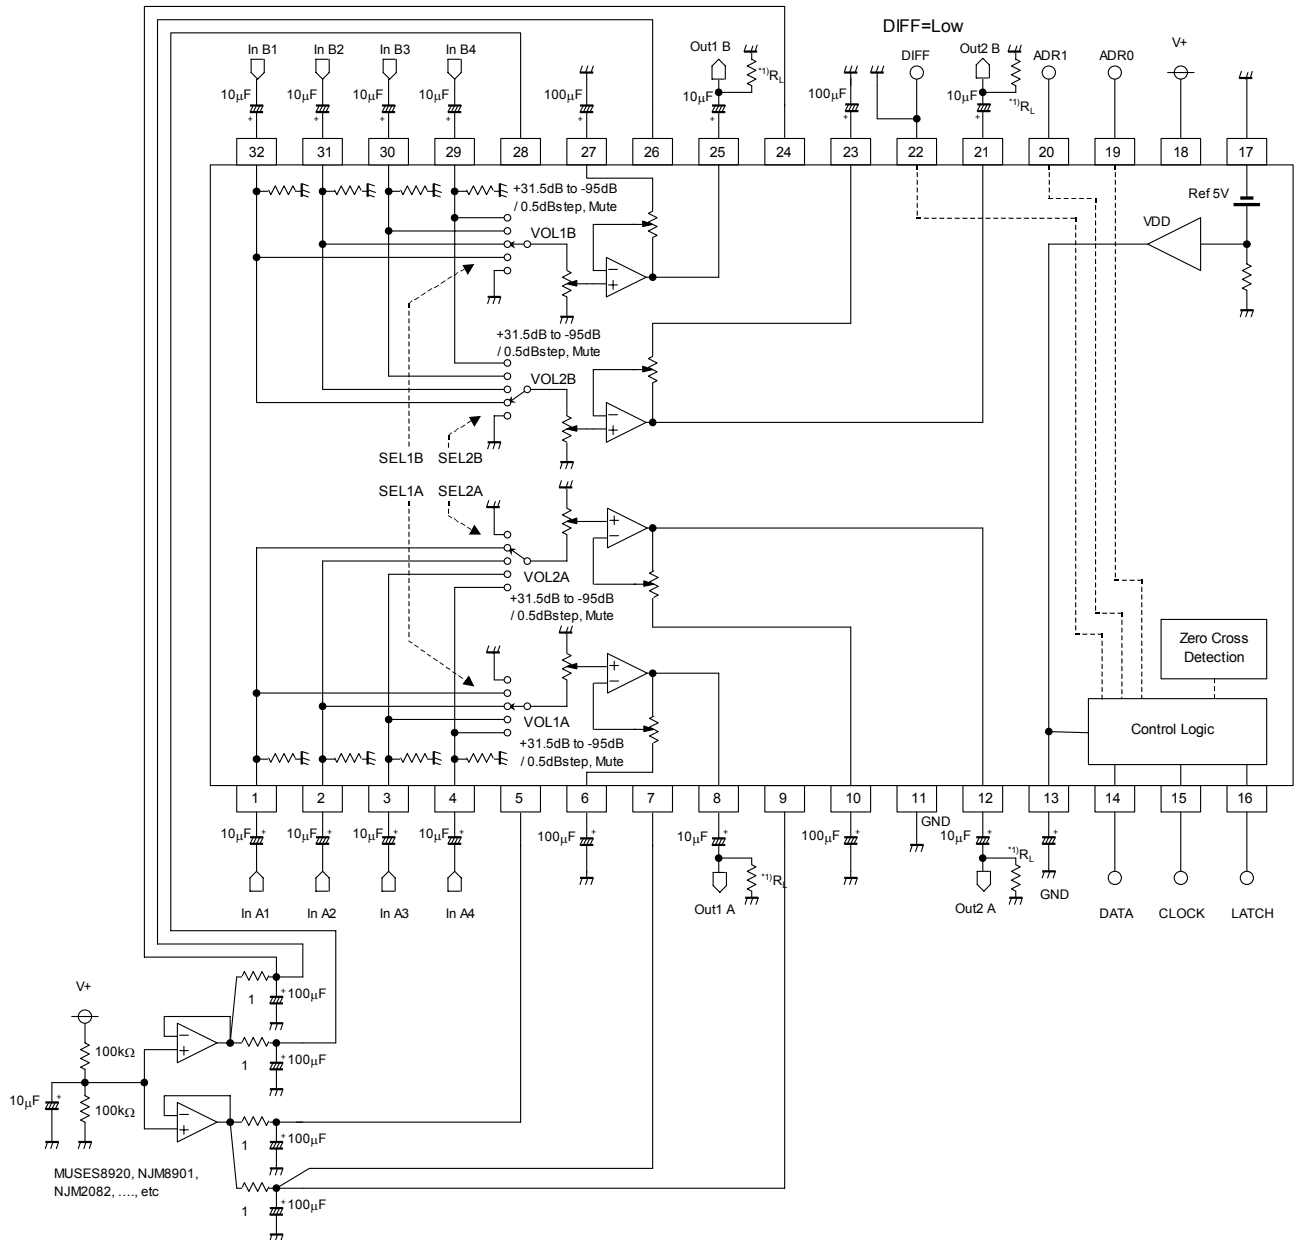 DIFF=Low
In B1 In B2 In B3 In B4 Out1 B *1)RL DIFF Out2 B ADR1 ADR0 V+
10μF 10μF 10μF 10μF 100μF 10μF 100μF 10μF *1)RL
+ + + + + + + +
32 31 30 29 28 27 26 25 24 23 22 21 20 19 18 17
+31.5dB to -95dB
/ 0.5dBstep, Mute
VOL1B
Ref 5V
VDD
+31.5dB to -95dB
/ 0.5dBstep, Mute
VOL2B
SEL1B SEL2B
SEL1A SEL2A
VOL2A
+31.5dB to -95dB
/ 0.5dBstep, Mute
Zero Cross
Detection
Control Logic
VOL1A
+31.5dB to -95dB
/ 0.5dBstep, Mute
1 2 3 4 5 6 7 8 9 10 11 12 13 14 15 16
GND
10μF + 10μF + 10μF + 10μF + 100μF + 10μF + 100μF + 10μF + +
*1)RL *1)RL
GND
In A1 In A2 In A3 In A4 Out1 A Out2 A DATA CLOCK LATCH
V+
1 +100μF
100kΩ
1 +100μF
10μF +
100kΩ
1 +100μF
MUSES8920, NJM8901,
NJM2082, ...., etc
1 +100μF